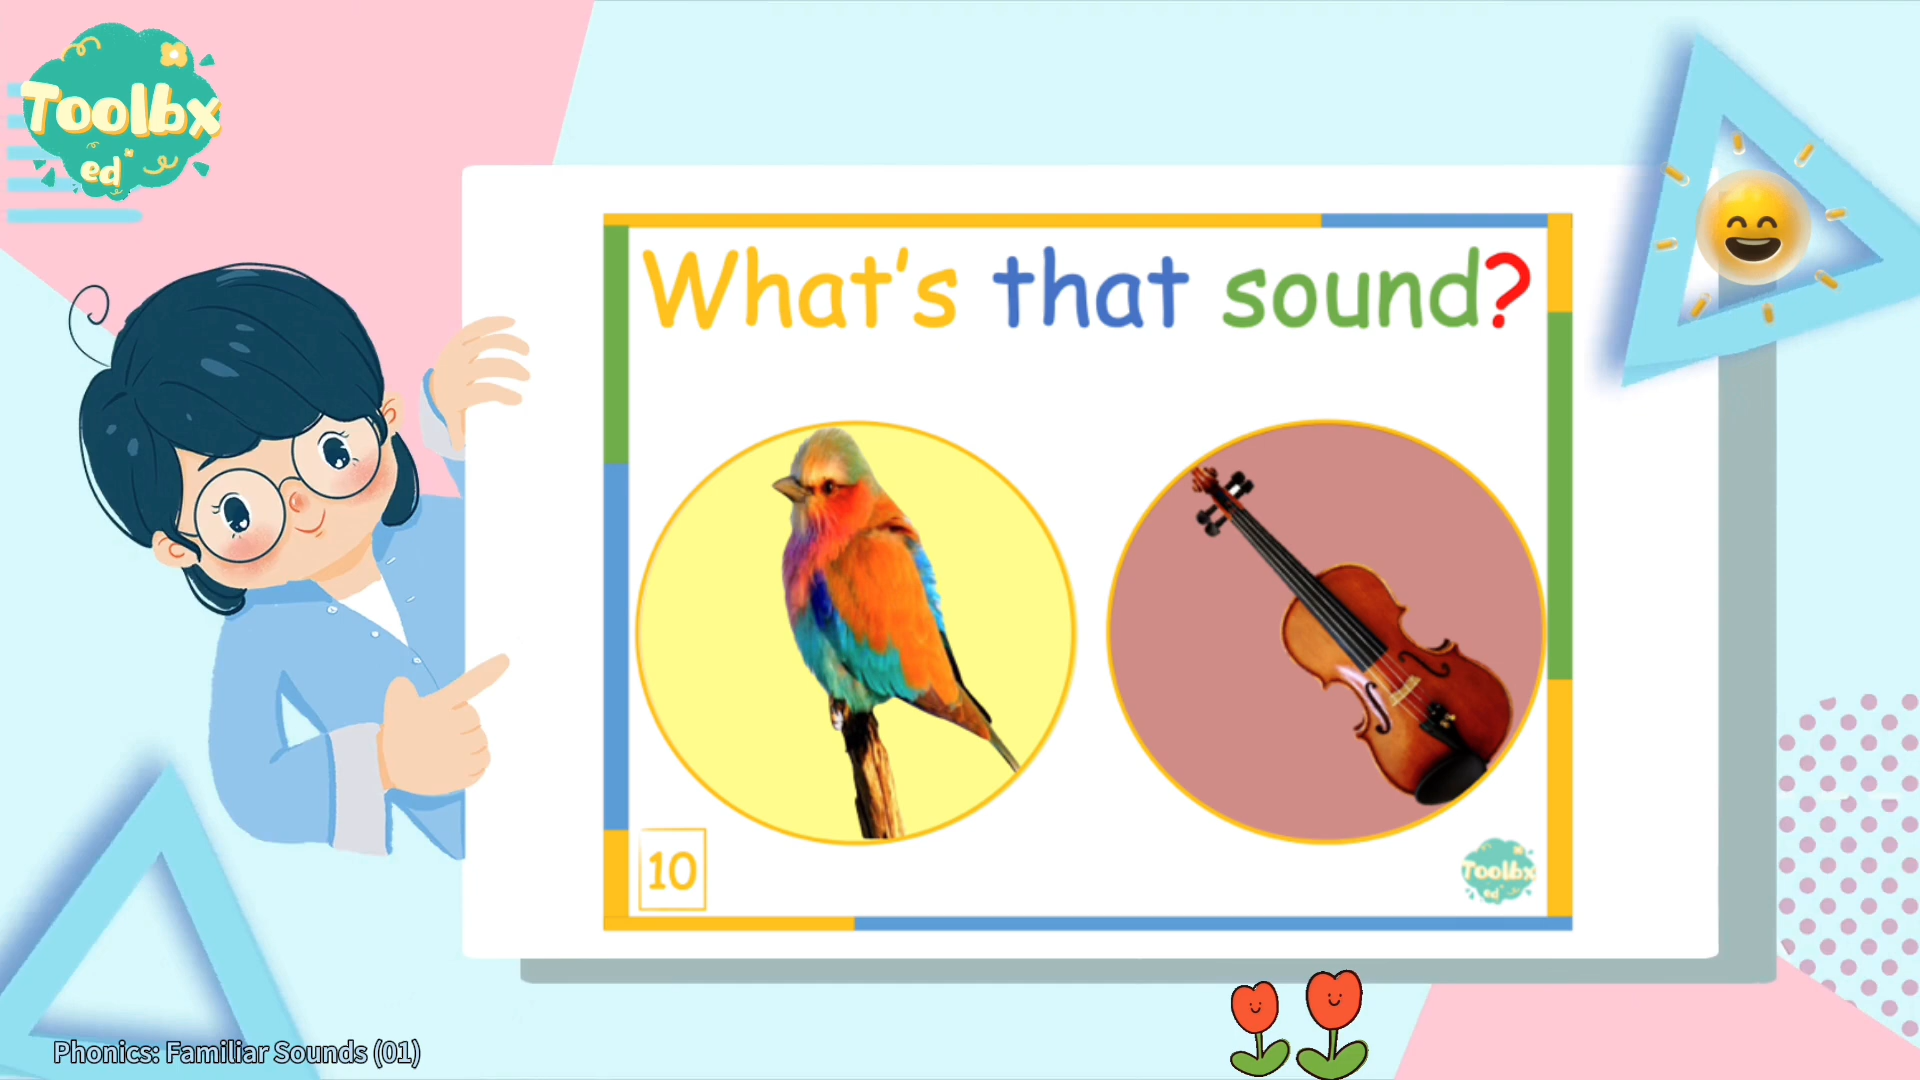 Toolbx
ed
What's that sound?
10
Toolbx
ed
Phonics: Familiar Sounds (01)